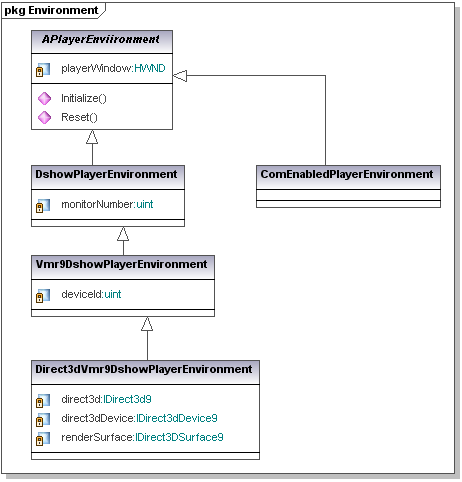 pkg Environment
APlayerEnviironment
playerWindow:HWND
Initialize()
Reset()
DshowPlayerEnvironment
monitorNumber:uint
ComEnabledPlayerEnvironment
Vmr9DshowPlayerEnvironment
deviceId:uint
Direct3dVmr9DshowPlayerEnvironment
direct3d:IDirect3d9
direct3dDevice:IDirect3dDevice9
renderSurface:IDirect3DSurface9